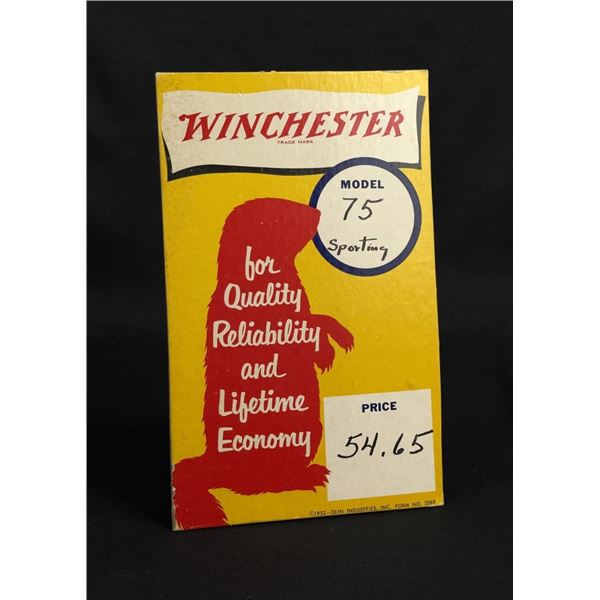 WINCHESTER
TRADE MARK
MODEL
75
Sporting
for
Quality
Reliability
and
Lifetime
Economy
PRICE
54.65
©1952-OLIN INDUSTRIES, INC. FORM NO. 3089